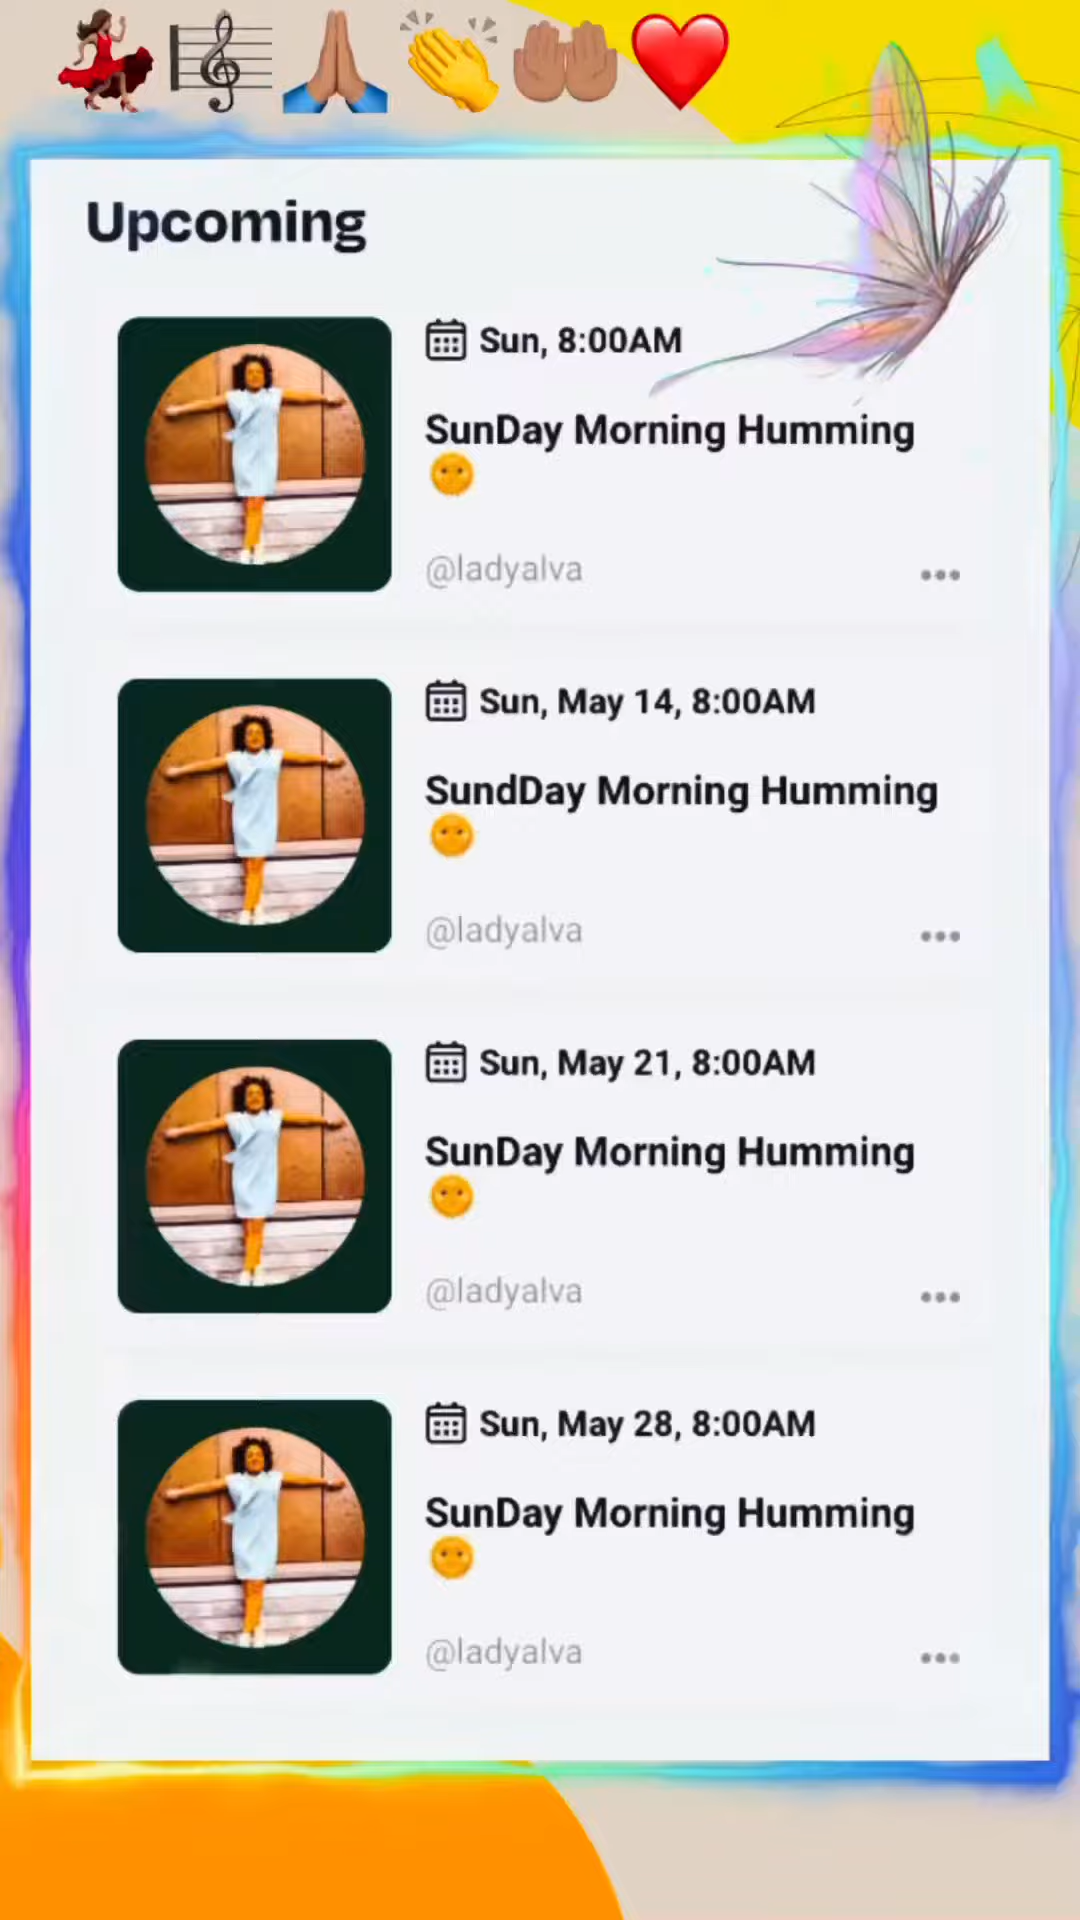 Upcoming
Sun, 8:00AM
SunDay Morning Humming
🌞
@ladyalva
Sun, May 14, 8:00AM
SundDay Morning Humming
🌞
@ladyalva
Sun, May 21, 8:00AM
SunDay Morning Humming
🌞
@ladyalva
Sun, May 28, 8:00AM
SunDay Morning Humming
🌞
@ladyalva